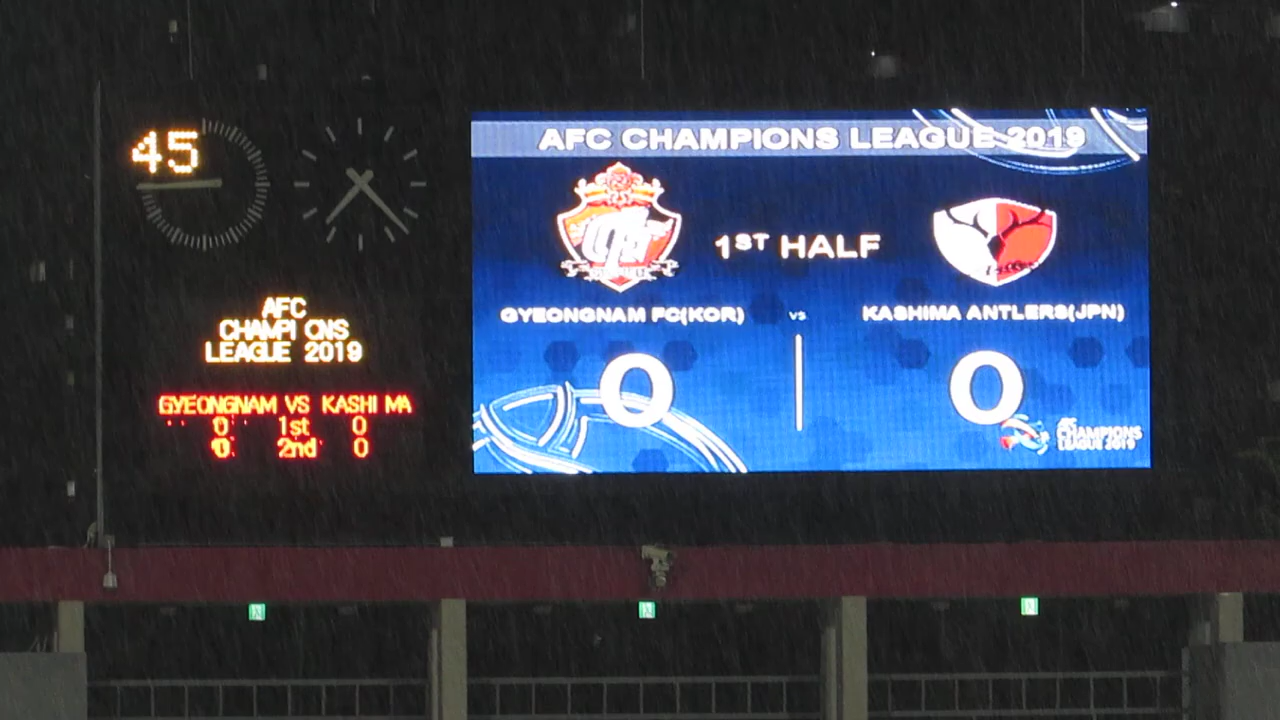 45
AFC
CHAMPIONS
LEAGUE 2019
GYEONGNAM VS KASHIMA
0 1st 0
0 2nd 0
AFC CHAMPIONS LEAGUE 2019
1ST HALF
GYEONGNAM FC(KOR) VS KASHIMA ANTLERS(JPN)
0 0
CHAMPIONS
LEAGUE 2019